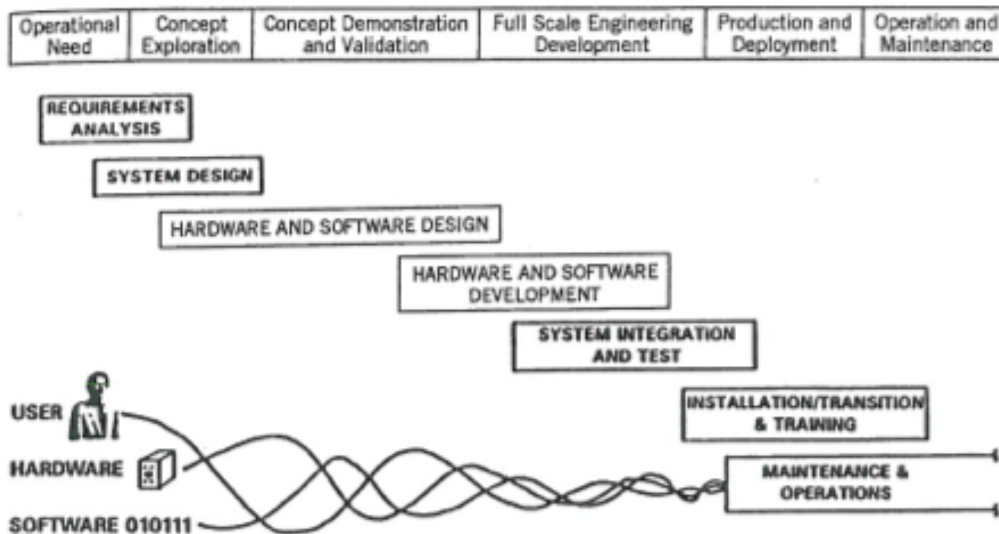 Operational Need
Concept Exploration
Concept Demonstration and Validation
Full Scale Engineering Development
Production and Deployment
Operation and Maintenance
REQUIREMENTS
ANALYSIS
SYSTEM DESIGN
HARDWARE AND SOFTWARE DESIGN
HARDWARE AND SOFTWARE
DEVELOPMENT
SYSTEM INTEGRATION
AND TEST
INSTALLATION/TRANSITION
& TRAINING
USER
HARDWARE
SOFTWARE 010111
MAINTENANCE &
OPERATIONS